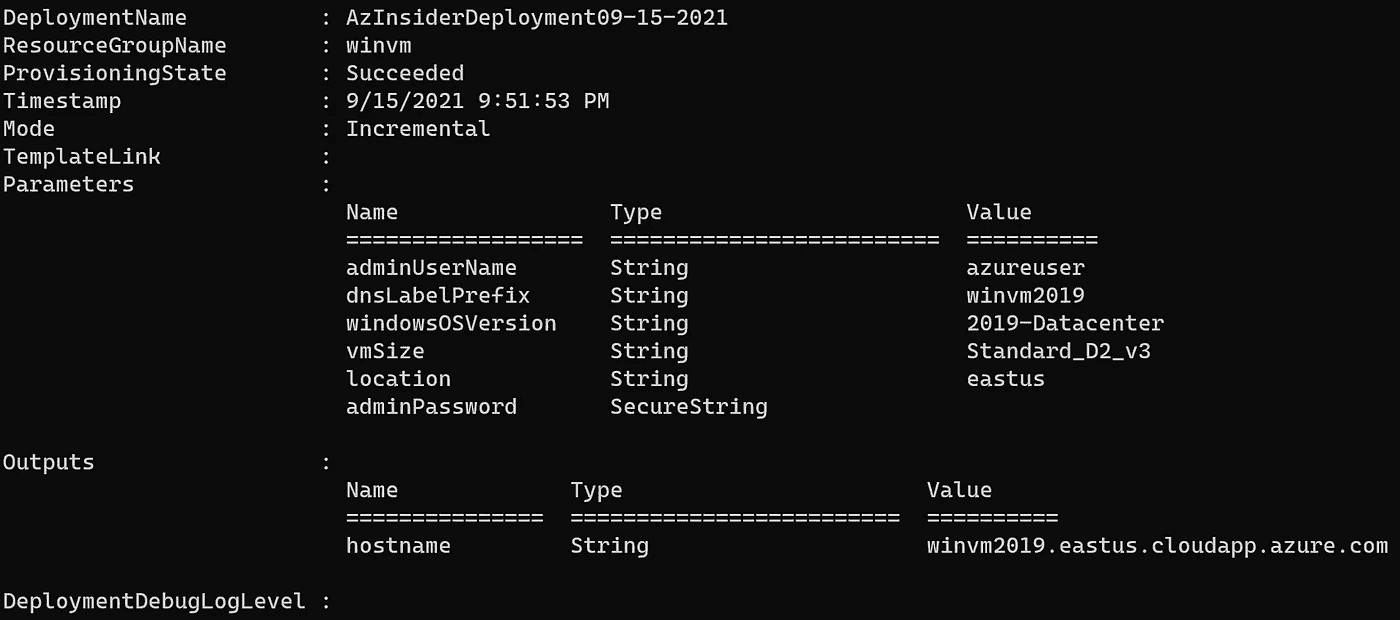 DeploymentName          : AzInsiderDeployment09-15-2021
ResourceGroupName       : winvm
ProvisioningState       : Succeeded
Timestamp               : 9/15/2021 9:51:53 PM
Mode                    : Incremental
TemplateLink            :
Parameters              :
                          Name                Type                       Value
                          ==================  =========================  ==========
                          adminUserName       String                     azureuser
                          dnsLabelPrefix      String                     winvm2019
                          windowsOSVersion    String                     2019-Datacenter
                          vmSize              String                     Standard_D2_v3
                          location            String                     eastus
                          adminPassword       SecureString

Outputs                 :
                          Name             Type                       Value
                          ===============  =========================  ==========
                          hostname         String                     winvm2019.eastus.cloudapp.azure.com

DeploymentDebugLogLevel :